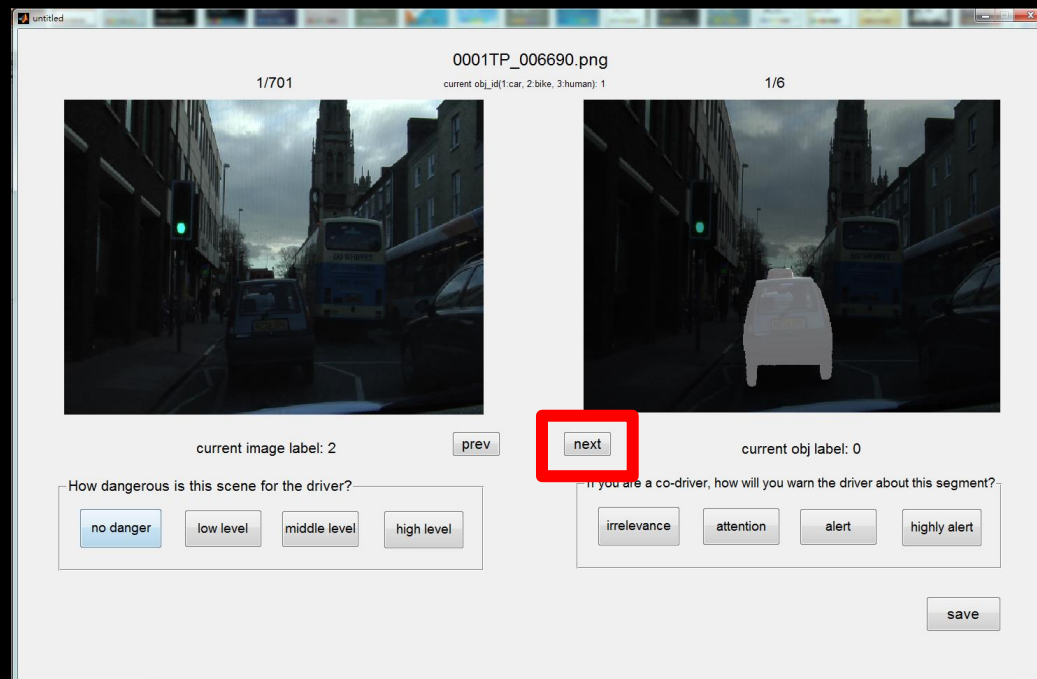 untitled
0001TP_006690.png
1/701
current obj_id(1:car, 2:bike, 3:human): 1
1/6
current image label: 2
prev
next
current obj label: 0
How dangerous is this scene for the driver?
no danger
low level
middle level
high level
If you are a co-driver, how will you warn the driver about this segment?
irrelevance
attention
alert
highly alert
save